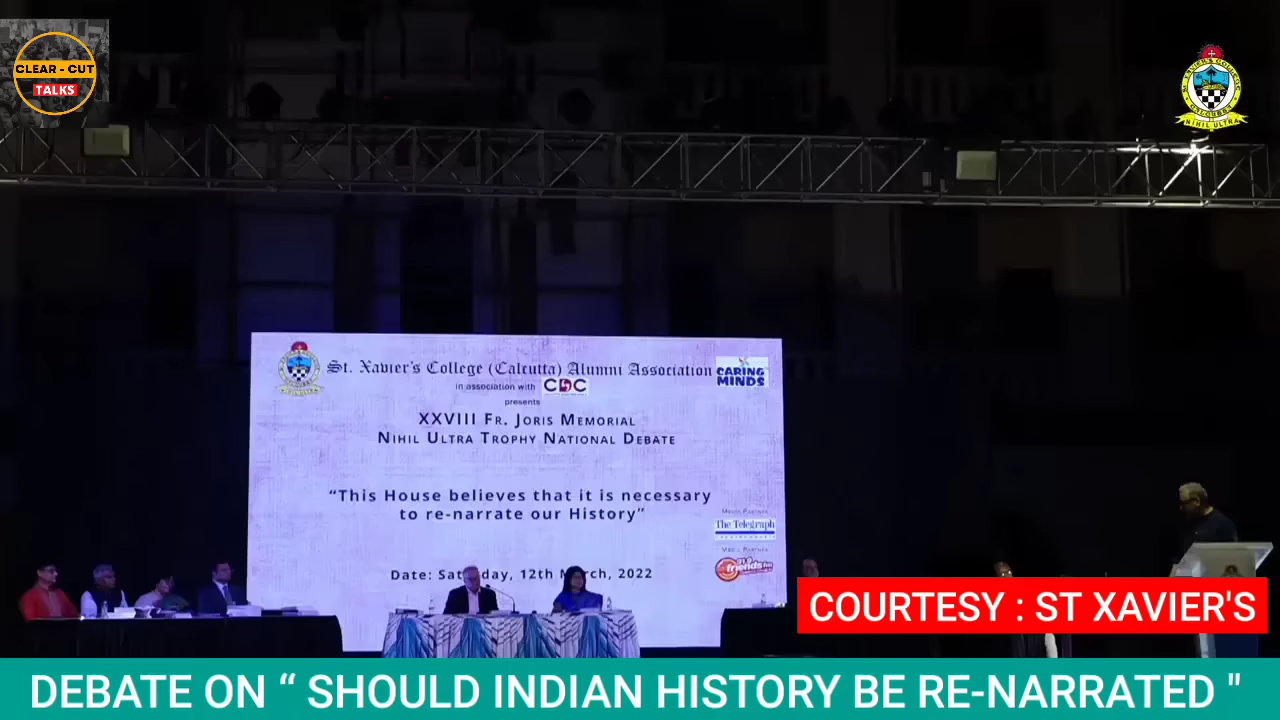 CLEAR - CUT
TALKS
NIHIL ULTRA
St. Xavier's College (Calcutta) Alumni Association
in association with CDC
presents
CARING
MINDS
XXVIII Fr. Joris Memorial
Nihil Ultra Trophy National Debate
“This House believes that it is necessary
to re-narrate our History”
Media Partner
The Telegraph
friends
Date: Saturday, 12th March, 2022
COURTESY : ST XAVIER'S
DEBATE ON “ SHOULD INDIAN HISTORY BE RE-NARRATED "